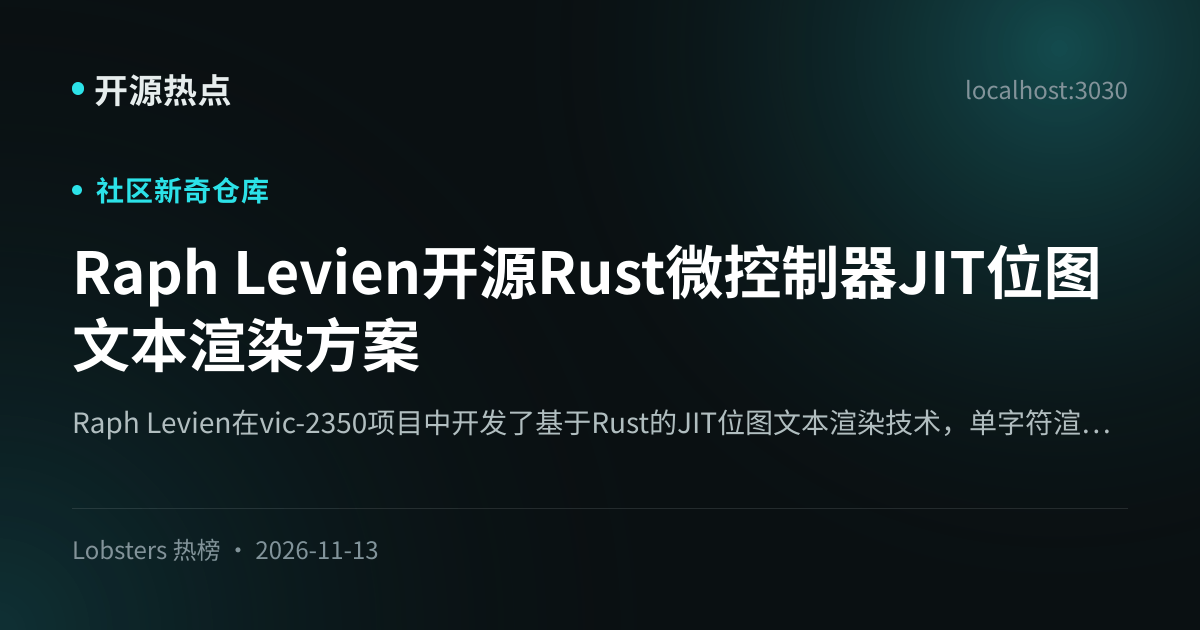 开源热点
localhost:3030
社区新奇仓库
Raph Levien开源Rust微控制器JIT位图
文本渲染方案
Raph Levien在vic-2350项目中开发了基于Rust的JIT位图文本渲染技术，单字符渲…
Lobsters 热榜 · 2026-11-13